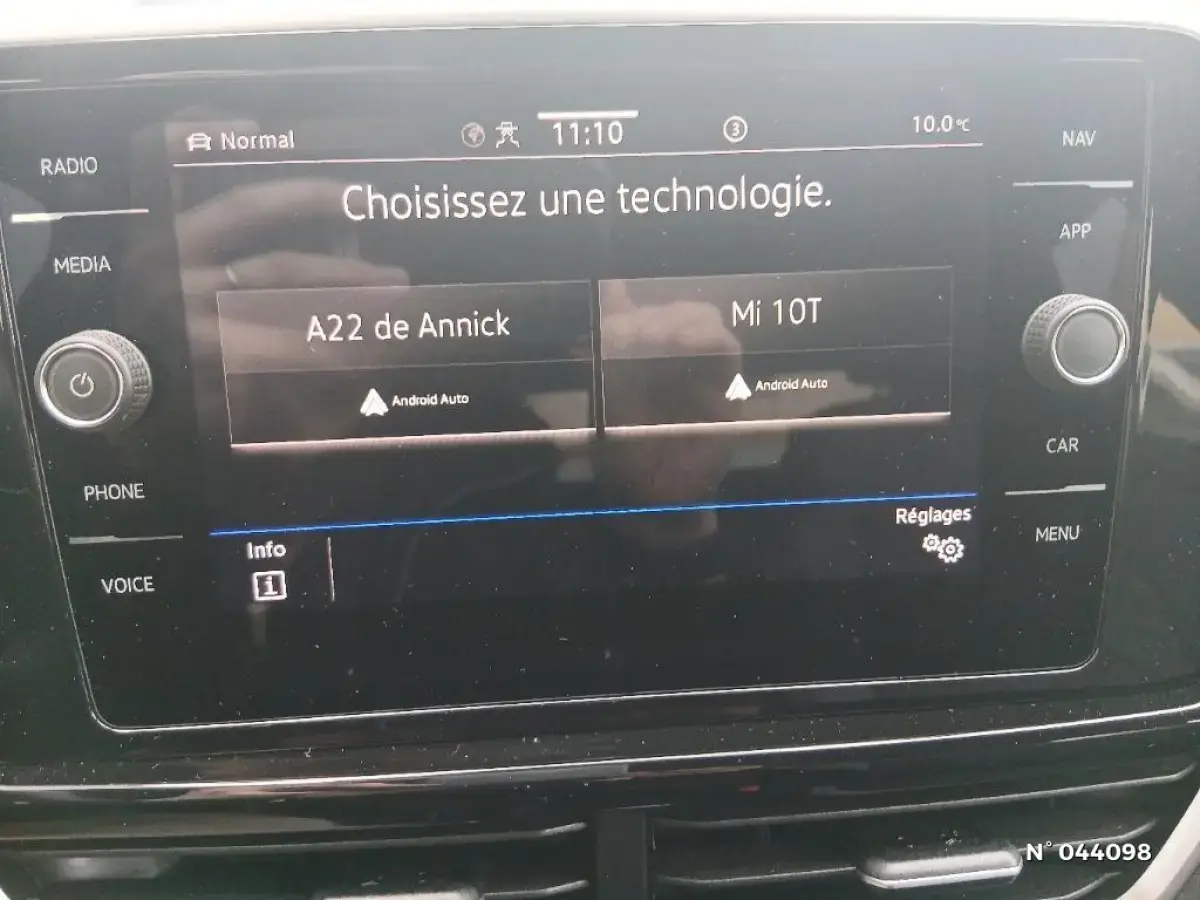 Normal
11:10
3
10.0°C
RADIO
NAV
Choisissez une technologie.
MEDIA
APP
A22 de Annick
Mi 10T
Android Auto
Android Auto
CAR
PHONE
Réglages
MENU
Info
VOICE
N° 044098